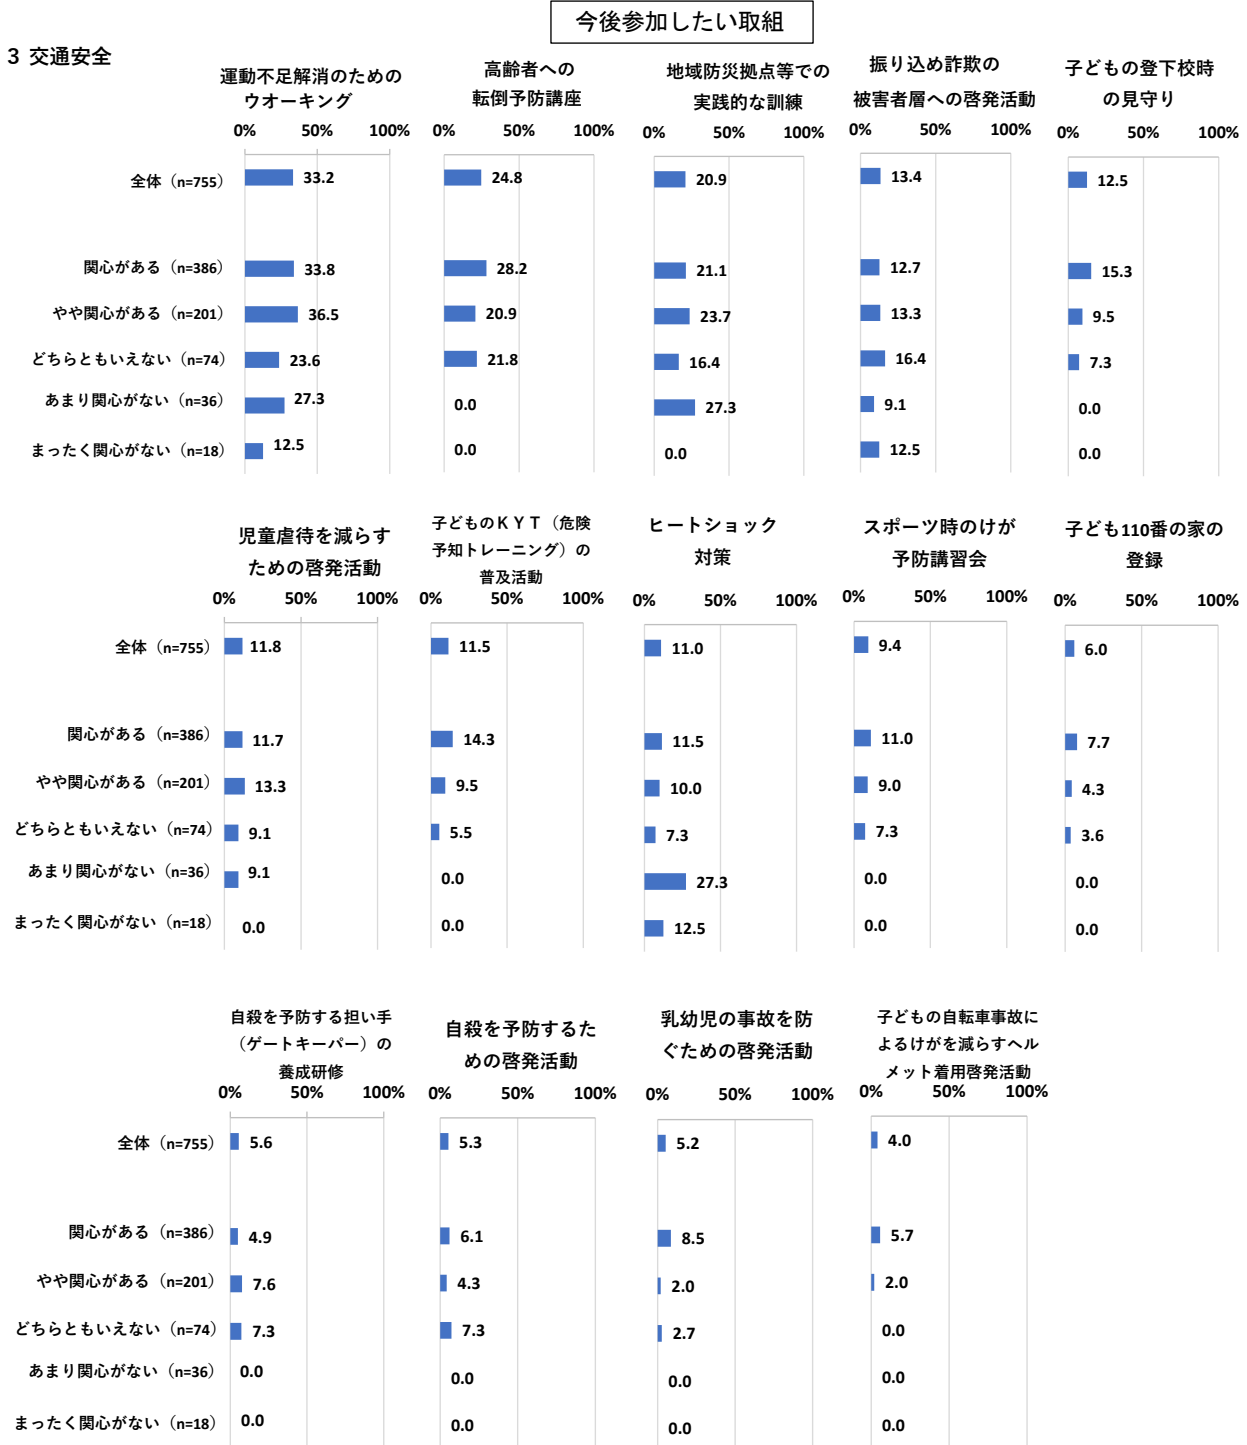 今後参加したい取組
3 交通安全
運動不足解消のための
ウオーキング
高齢者への
転倒予防講座
地域防災拠点等での
実践的な訓練
振り込め詐欺の
被害者層への啓発活動
子どもの登下校時
の見守り
0% 50% 100% 0% 50% 100% 0% 50% 100% 0% 50% 100% 0% 50% 100%
全体（n=755） 33.2 24.8 20.9 13.4 12.5
関心がある（n=386） 33.8 28.2 21.1 12.7 15.3
やや関心がある（n=201） 36.5 20.9 23.7 13.3 9.5
どちらともいえない（n=74） 23.6 21.8 16.4 16.4 7.3
あまり関心がない（n=36） 27.3 0.0 27.3 9.1 0.0
まったく関心がない（n=18） 12.5 0.0 0.0 12.5 0.0
児童虐待を減らす
ための啓発活動
子どものＫＹＴ（危険
予知トレーニング）の
普及活動
ヒートショック
対策
スポーツ時のけが
予防講習会
子ども110番の家の
登録
0% 50% 100% 0% 50% 100% 0% 50% 100% 0% 50% 100% 0% 50% 100%
全体（n=755） 11.8 11.5 11.0 9.4 6.0
関心がある（n=386） 11.7 14.3 11.5 11.0 7.7
やや関心がある（n=201） 13.3 9.5 10.0 9.0 4.3
どちらともいえない（n=74） 9.1 5.5 7.3 7.3 3.6
あまり関心がない（n=36） 9.1 0.0 27.3 0.0 0.0
まったく関心がない（n=18） 0.0 0.0 12.5 0.0 0.0
自殺を予防する担い手
（ゲートキーパー）の
養成研修
自殺を予防するた
めの啓発活動
乳幼児の事故を防
ぐための啓発活動
子どもの自転車事故に
よるけがを減らすヘル
メット着用啓発活動
0% 50% 100% 0% 50% 100% 0% 50% 100% 0% 50% 100%
全体（n=755） 5.6 5.3 5.2 4.0
関心がある（n=386） 4.9 6.1 8.5 5.7
やや関心がある（n=201） 7.6 4.3 2.0 2.0
どちらともいえない（n=74） 7.3 7.3 2.7 0.0
あまり関心がない（n=36） 0.0 0.0 0.0 0.0
まったく関心がない（n=18） 0.0 0.0 0.0 0.0